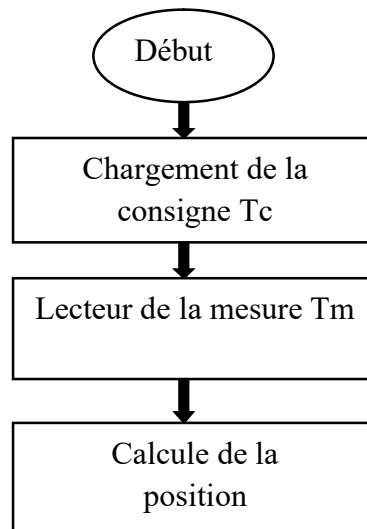 Début
Chargement de la
consigne Tc
Lecteur de la mesure Tm
Calcule de la
position